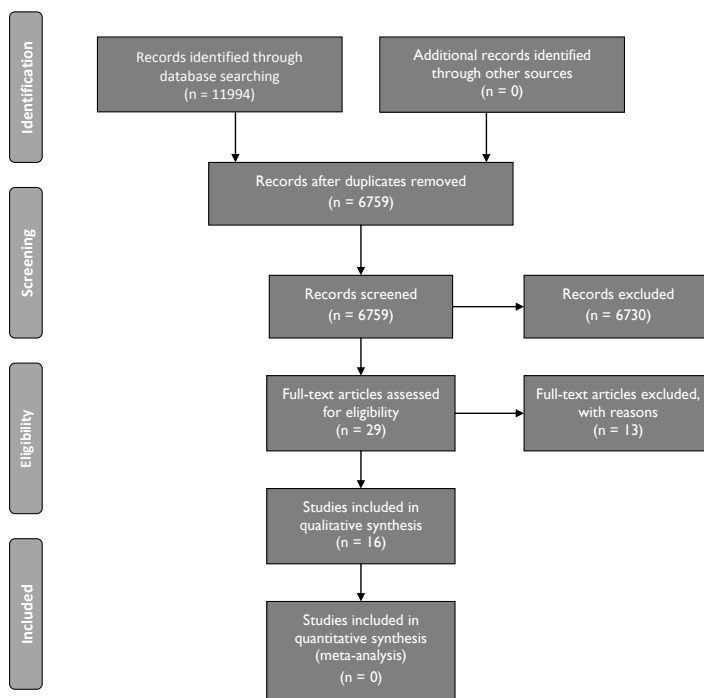 Identification
Records identified through
database searching
(n = 11994)
Additional records identified
through other sources
(n = 0)
Records after duplicates removed
(n = 6759)
Screening
Records screened
(n = 6759)
Records excluded
(n = 6730)
Eligibility
Full-text articles assessed
for eligibility
(n = 29)
Full-text articles excluded,
with reasons
(n = 13)
Studies included in
qualitative synthesis
(n = 16)
Included
Studies included in
quantitative synthesis
(meta-analysis)
(n = 0)